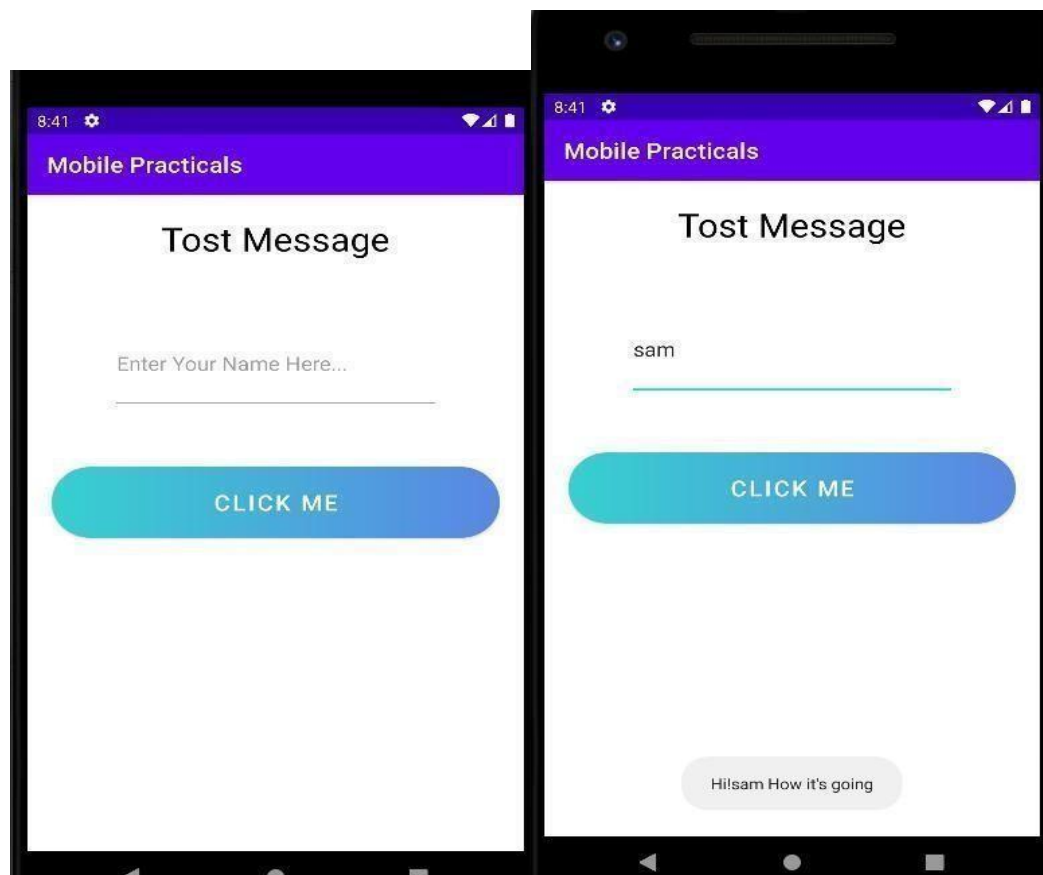 8:41
Mobile Practicals
Tost Message
Enter Your Name Here...
CLICK ME
8:41
Mobile Practicals
Tost Message
sam
CLICK ME
Hi!sam How it's going